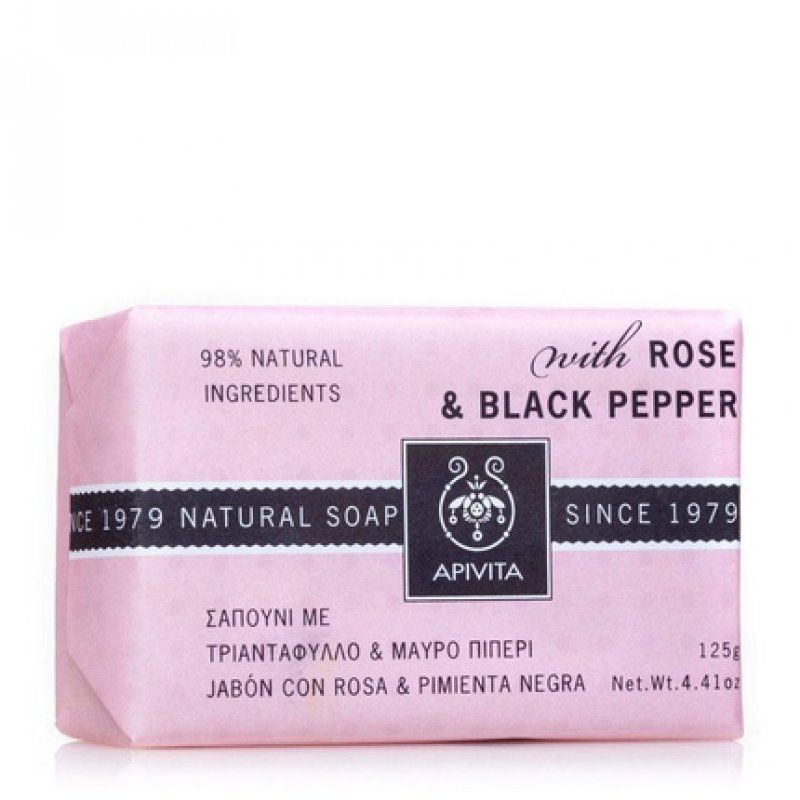 98% NATURAL
INGREDIENTS
with ROSE
& BLACK PEPPER
NCE 1979 NATURAL SOAP
APIVITA
SINCE 1979
ΣΑΠΟΥΝΙ ΜΕ
ΤΡΙΑΝΤΑΦΥΛΛΟ & ΜΑΥΡΟ ΠΙΠΕΡΙ
JABÓN CON ROSA & PIMIENTA NEGRA
125g
Net.Wt.4.41oz